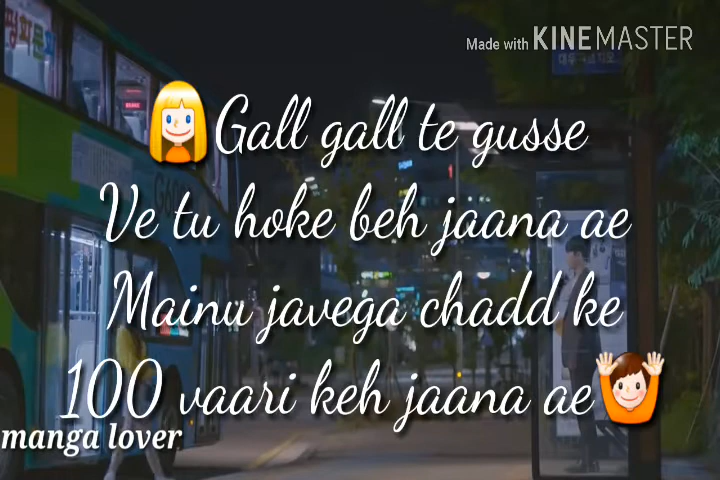 Made with KINEMASTER
Gall gall te gusse
Ve tu hoke beh jaana ae
Mainu javega chadd ke
100 vaari keh jaana ae
manga lover